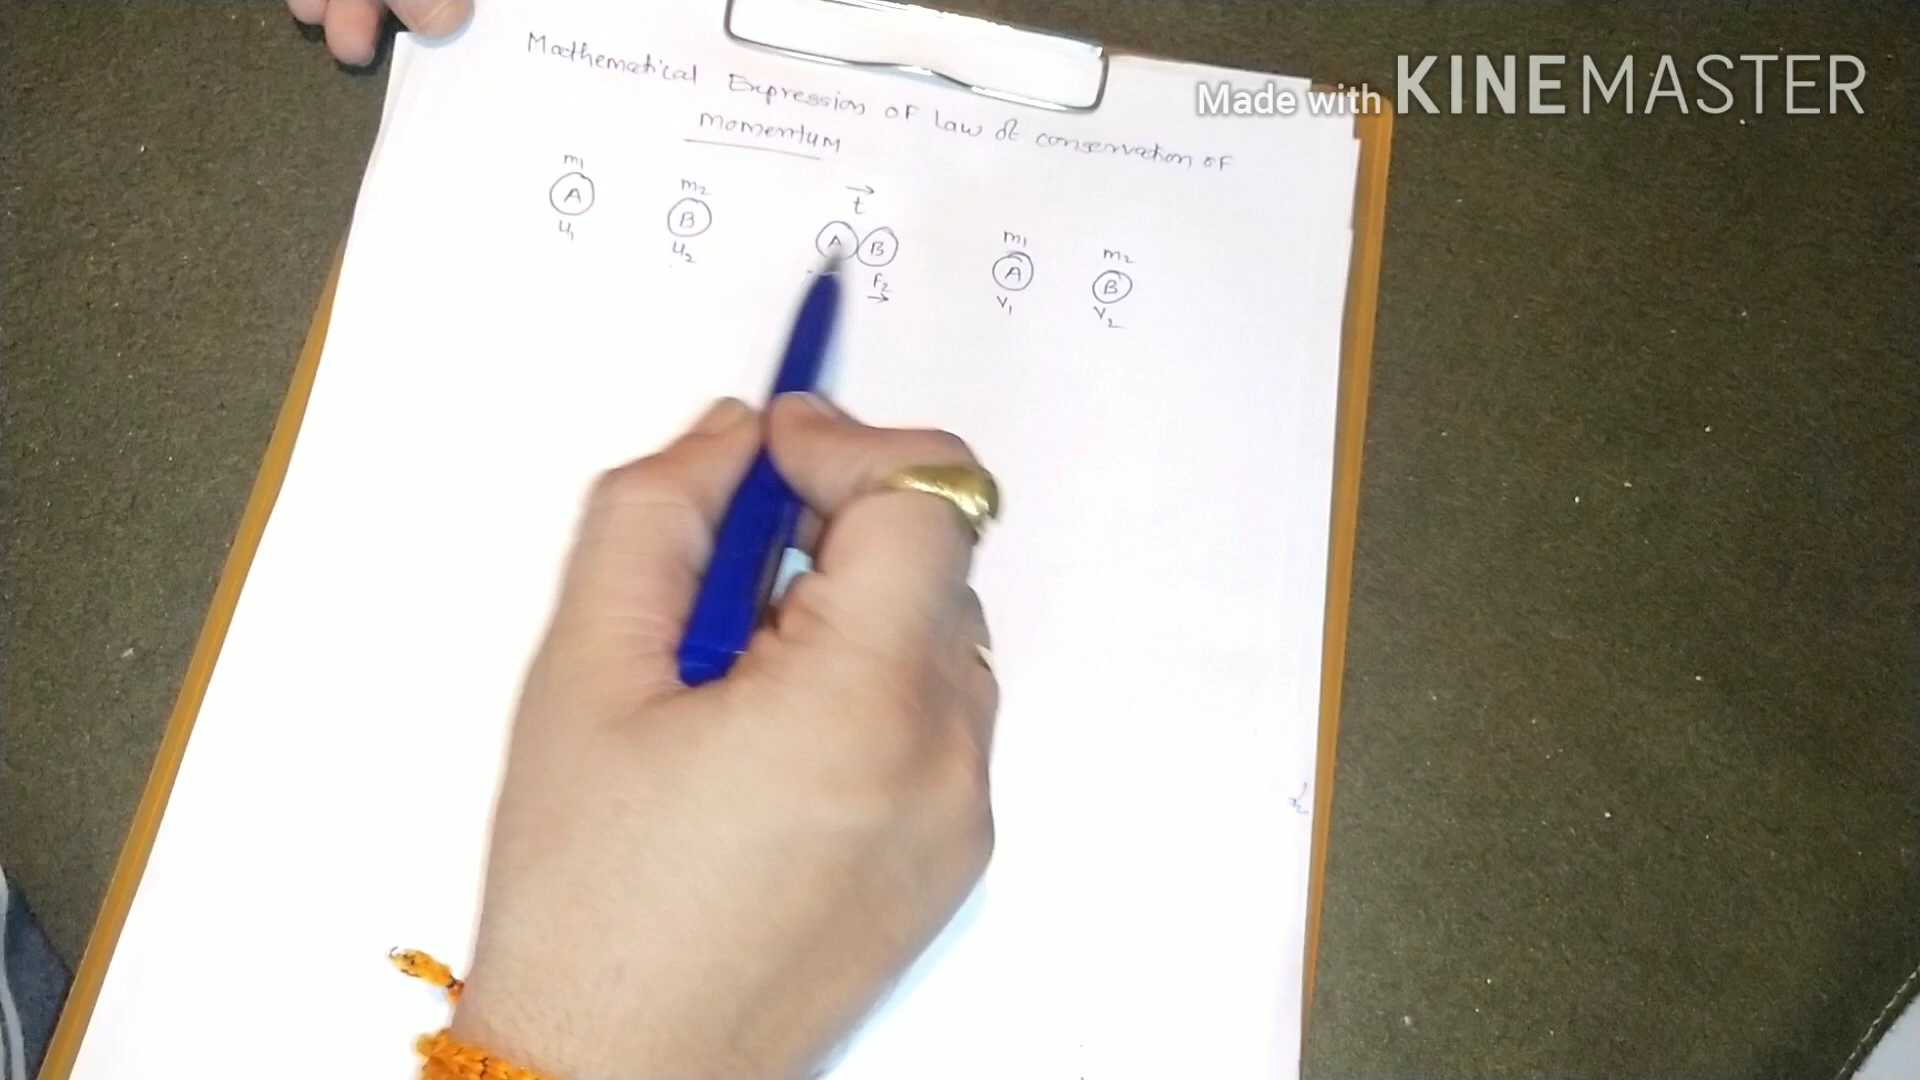 Made with KINEMASTER
Mathematical Expression of Law of conservation of
momentum
m1 m2 t m1 m2
A B A B A B
u1 u2 F2 v1 v2